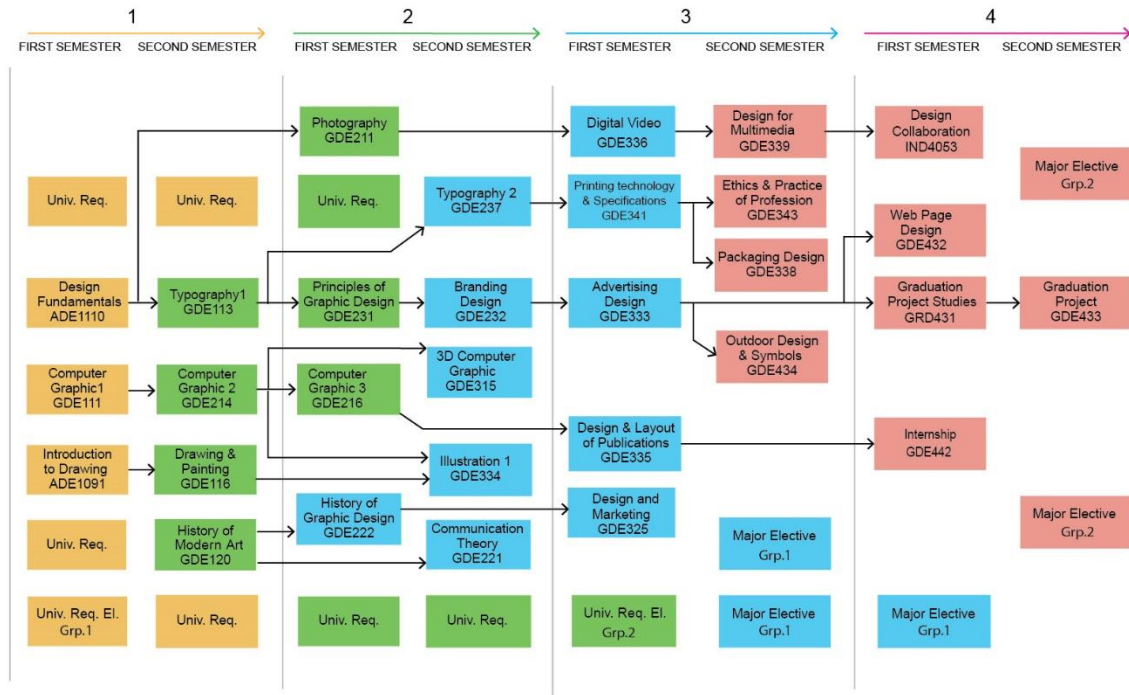 1
2
3
4
FIRST SEMESTER
SECOND SEMESTER
FIRST SEMESTER
SECOND SEMESTER
FIRST SEMESTER
SECOND SEMESTER
FIRST SEMESTER
SECOND SEMESTER
Photography
GDE211
Digital Video
GDE336
Design for
Multimedia
GDE339
Design
Collaboration
IND4053
Major Elective
Grp.2
Univ. Req.
Univ. Req.
Univ. Req.
Typography 2
GDE237
Printing technology
& Specifications
GDE341
Ethics & Practice
of Profession
GDE343
Web Page
Design
GDE432
Packaging Design
GDE338
Design
Fundamentals
ADE1110
Typography1
GDE113
Principles of
Graphic Design
GDE231
Branding
Design
GDE232
Advertising
Design
GDE333
Graduation
Project Studies
GRD431
Graduation
Project
GDE433
Outdoor Design
& Symbols
GDE434
Computer
Graphic1
GDE111
Computer
Graphic 2
GDE214
Computer
Graphic 3
GDE216
3D Computer
Graphic
GDE315
Design & Layout
of Publications
GDE335
Internship
GDE442
Introduction
to Drawing
ADE1091
Drawing &
Painting
GDE116
Illustration 1
GDE334
History of
Graphic Design
GDE222
Design and
Marketing
GDE325
Major Elective
Grp.2
Univ. Req.
History of
Modern Art
GDE120
Communication
Theory
GDE221
Major Elective
Grp.1
Univ. Req. El.
Grp.1
Univ. Req.
Univ. Req.
Univ. Req.
Univ. Req. El.
Grp.2
Major Elective
Grp.1
Major Elective
Grp.1